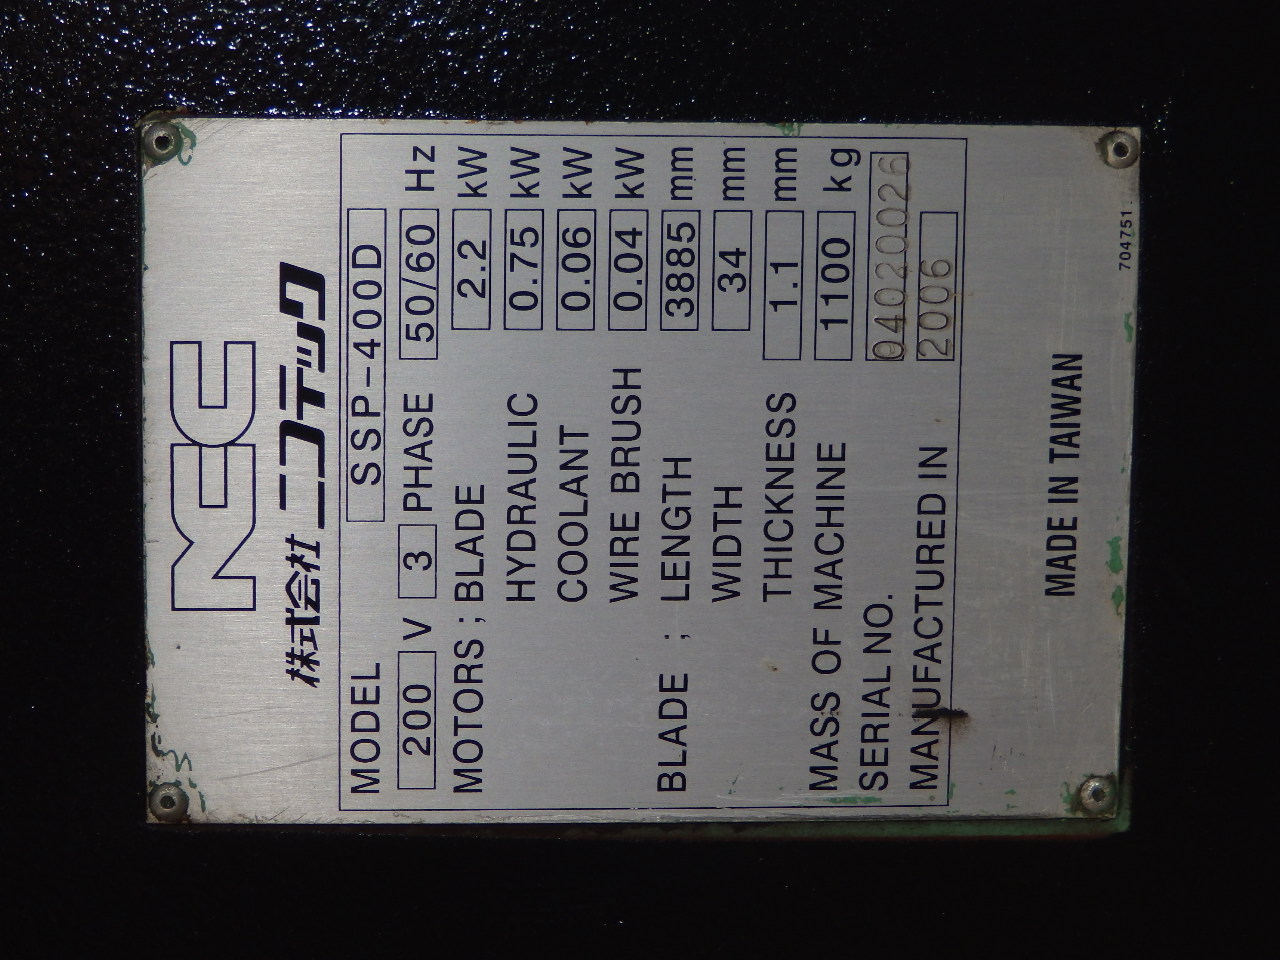 NCC
株式会社ニコテック
MODEL SSP-400D
200 V 3 PHASE 50/60 Hz
MOTORS ; BLADE 2.2 kW
HYDRAULIC 0.75 kW
COOLANT 0.06 kW
WIRE BRUSH 0.04 kW
BLADE ; LENGTH 3885 mm
WIDTH 34 mm
THICKNESS 1.1 mm
MASS OF MACHINE 1100 kg
SERIAL NO. 04020026
MANUFACTURED IN 2006
MADE IN TAIWAN
704751